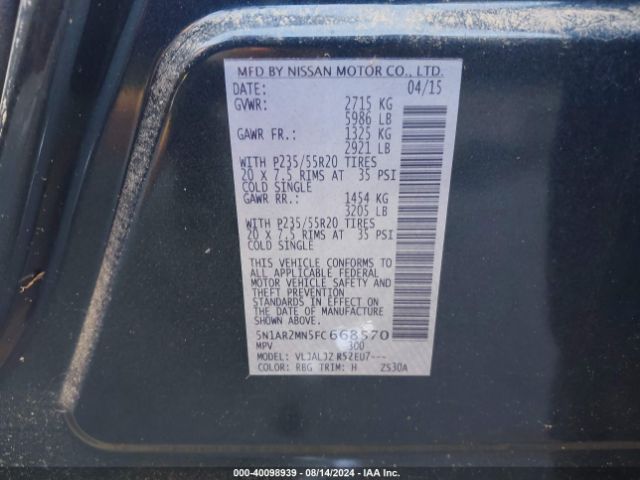 MFD BY NISSAN MOTOR CO., LTD.
DATE: 04/15
GVWR: 2715 KG
5986 LB
GAWR FR.: 1325 KG
2921 LB
WITH P235/55R20 TIRES
20 X 7.5 RIMS AT 35 PSI
COLD SINGLE
GAWR RR.: 1454 KG
3205 LB
WITH P235/55R20 TIRES
20 X 7.5 RIMS AT 35 PSI
COLD SINGLE
THIS VEHICLE CONFORMS TO
ALL APPLICABLE FEDERAL
MOTOR VEHICLE SAFETY AND
THEFT PREVENTION
STANDARDS IN EFFECT ON
THE DATE OF MANUFACTURE
SHOWN ABOVE.
5N1AR2MN5FC668570
MPV 300
MODEL: VLJALJZ R52EU7---
COLOR: RBG TRIM: H ZS30A
000-40098939 - 08/14/2024 - IAA Inc.